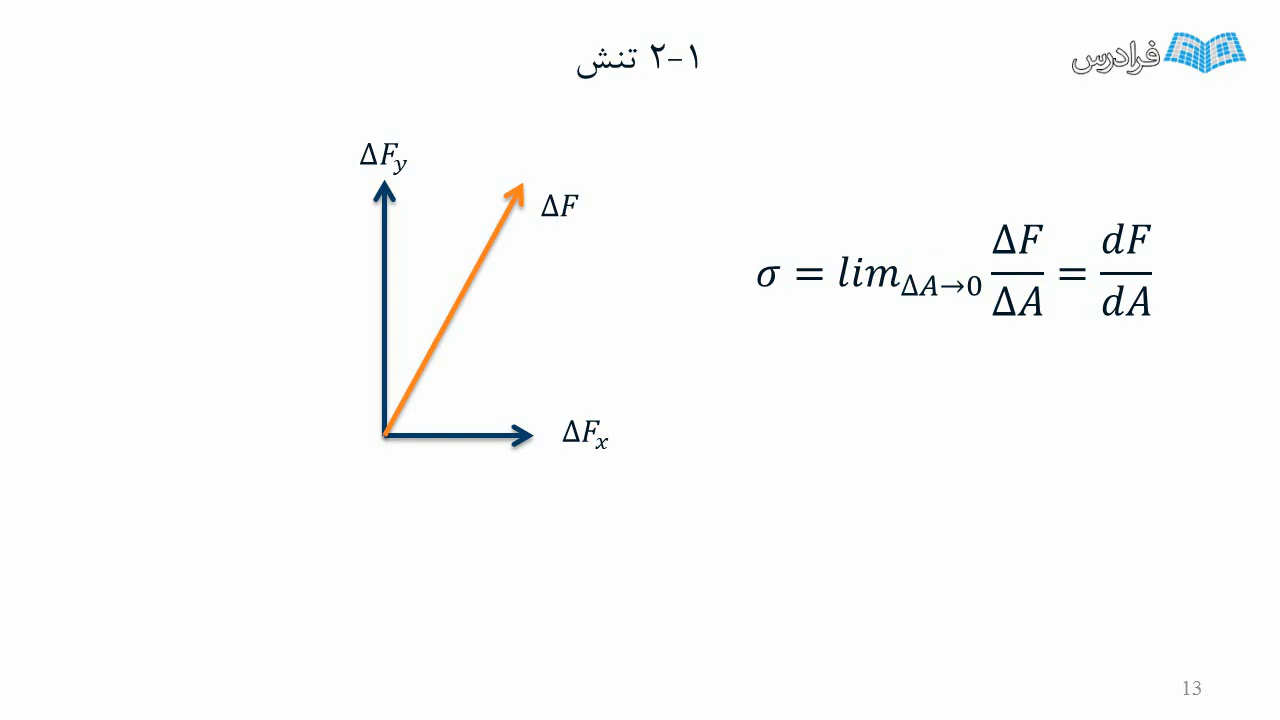 ۲-۱ تنش
فرادرس
ΔF_y
ΔF
σ = lim_{ΔA→0} ΔF/ΔA = dF/dA
ΔF_x
13